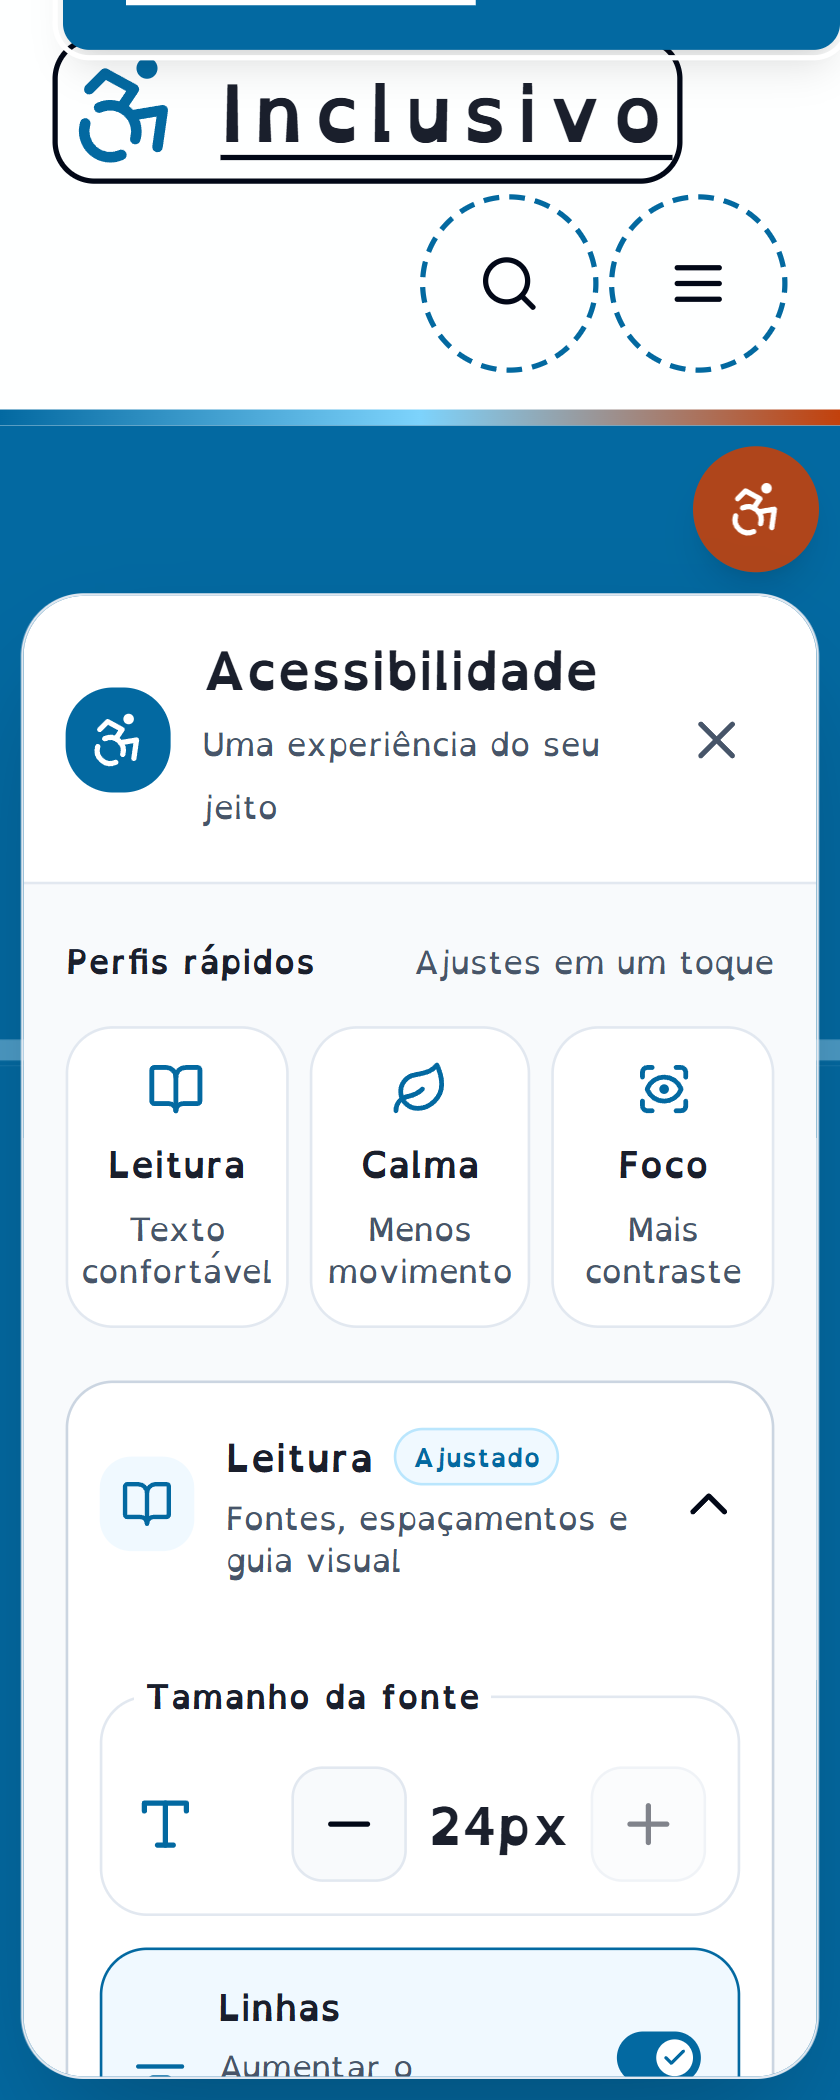 Inclusivo
Acessibilidade
Uma experiência do seu
jeito
Perfis rápidos
Ajustes em um toque
Leitura
Texto
confortável
Calma
Menos
movimento
Foco
Mais
contraste
Leitura
Ajustado
Fontes, espaçamentos e
guia visual
Tamanho da fonte
24px
Linhas
Aumentar o